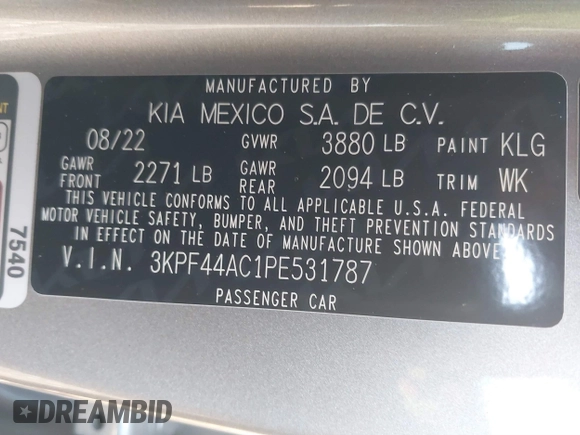 MANUFACTURED BY
KIA MEXICO S.A. DE C.V.
08/22 GVWR 3880 LB PAINT KLG
GAWR FRONT 2271 LB GAWR REAR 2094 LB TRIM WK
THIS VEHICLE CONFORMS TO ALL APPLICABLE U.S.A. FEDERAL
MOTOR VEHICLE SAFETY, BUMPER, AND THEFT PREVENTION STANDARDS
IN EFFECT ON THE DATE OF MANUFACTURE SHOWN ABOVE.
V.I.N. 3KPF44AC1PE531787
PASSENGER CAR
7540
DREAMBID